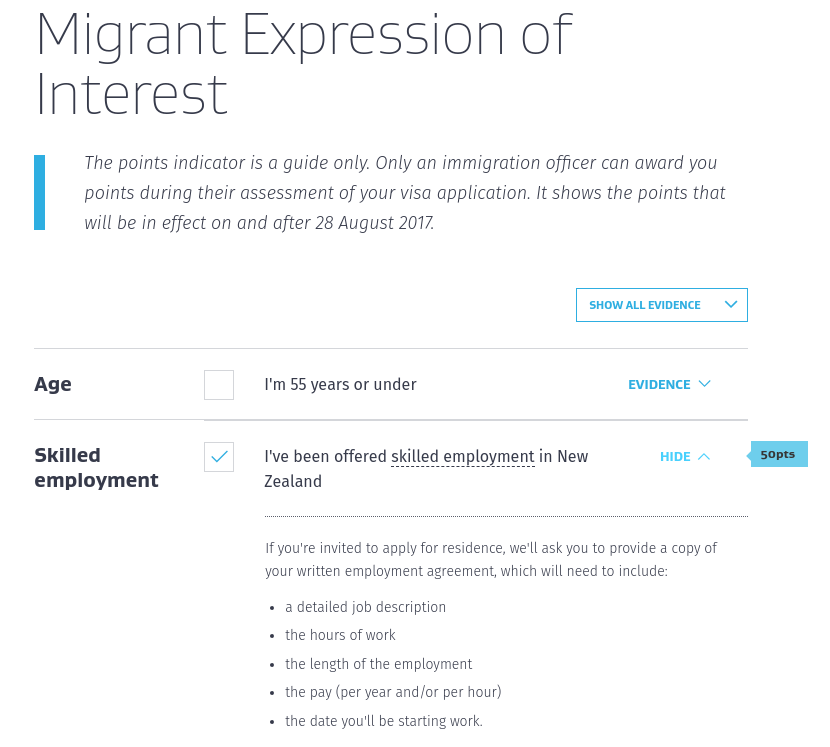 Migrant Expression of
Interest
The points indicator is a guide only. Only an immigration officer can award you
points during their assessment of your visa application. It shows the points that
will be in effect on and after 28 August 2017.
SHOW ALL EVIDENCE
Age
I'm 55 years or under
EVIDENCE
Skilled
employment
I've been offered skilled employment in New
Zealand
HIDE
50pts
If you're invited to apply for residence, we'll ask you to provide a copy of
your written employment agreement, which will need to include:
• a detailed job description
• the hours of work
• the length of the employment
• the pay (per year and/or per hour)
• the date you'll be starting work.